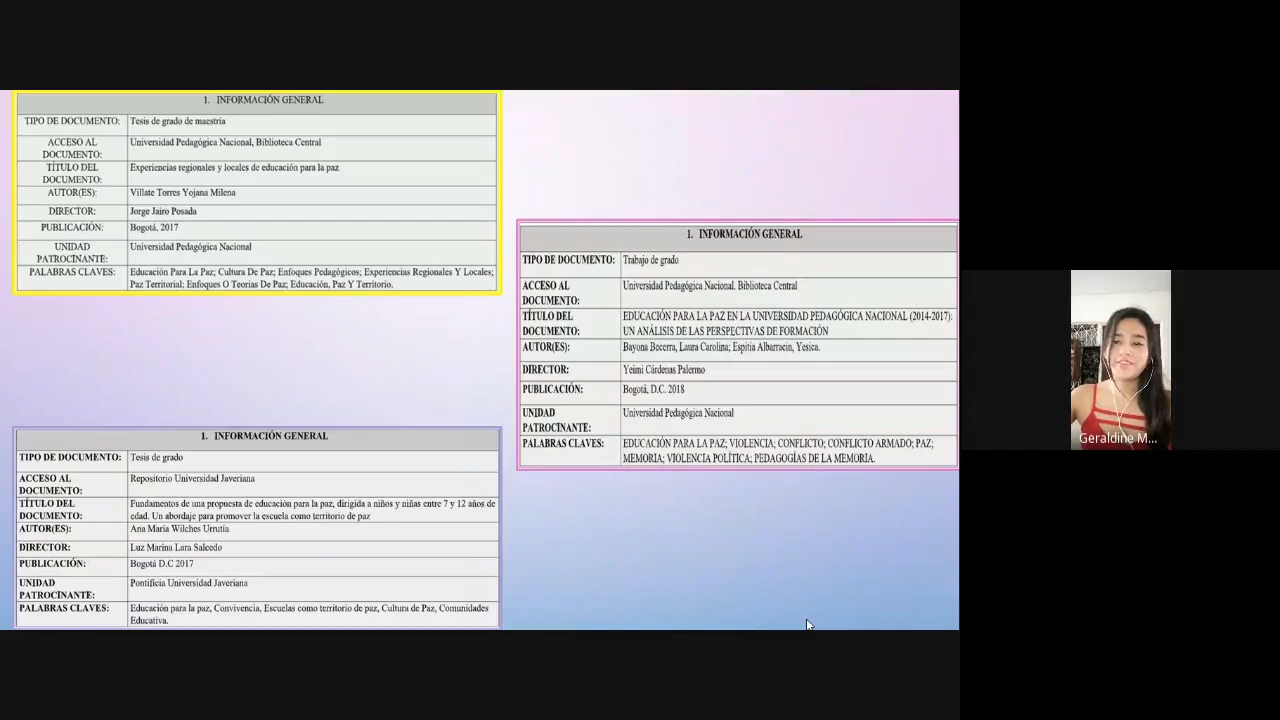 1. INFORMACIÓN GENERAL
TIPO DE DOCUMENTO: Tesis de grado de maestría
ACCESO AL DOCUMENTO: Universidad Pedagógica Nacional, Biblioteca Central
TÍTULO DEL DOCUMENTO: Experiencias regionales y locales de educación para la paz
AUTOR(ES): Villate Torres Yojana Milena
DIRECTOR: Jorge Jairo Posada
PUBLICACIÓN: Bogotá, 2017
UNIDAD PATROCINANTE: Universidad Pedagógica Nacional
PALABRAS CLAVES: Educación Para La Paz; Cultura De Paz; Enfoques Pedagógicos; Experiencias Regionales Y Locales;
Paz Territorial; Enfoques O Teorías De Paz; Educación, Paz Y Territorio.
1. INFORMACIÓN GENERAL
TIPO DE DOCUMENTO: Tesis de grado
ACCESO AL DOCUMENTO: Repositorio Universidad Javeriana
TÍTULO DEL DOCUMENTO: Fundamentos de una propuesta de educación para la paz, dirigida a niños y niñas entre 7 y 12 años de
edad. Un abordaje para promover la escuela como territorio de paz
AUTOR(ES): Ana María Wilches Urrutia
DIRECTOR: Luz Marina Lara Salcedo
PUBLICACIÓN: Bogotá D.C 2017
UNIDAD PATROCINANTE: Pontificia Universidad Javeriana
PALABRAS CLAVES: Educación para la paz, Convivencia, Escuelas como territorio de paz, Cultura de Paz, Comunidades
Educativa.
1. INFORMACIÓN GENERAL
TIPO DE DOCUMENTO: Trabajo de grado
ACCESO AL DOCUMENTO: Universidad Pedagógica Nacional. Biblioteca Central
TÍTULO DEL DOCUMENTO: EDUCACIÓN PARA LA PAZ EN LA UNIVERSIDAD PEDAGÓGICA NACIONAL (2014-2017):
UN ANÁLISIS DE LAS PERSPECTIVAS DE FORMACIÓN
AUTOR(ES): Bayona Becerra, Laura Carolina; Espitia Albarracín, Yesica.
DIRECTOR: Yeimi Cárdenas Palermo
PUBLICACIÓN: Bogotá, D.C. 2018
UNIDAD PATROCINANTE: Universidad Pedagógica Nacional
PALABRAS CLAVES: EDUCACIÓN PARA LA PAZ; VIOLENCIA; CONFLICTO; CONFLICTO ARMADO; PAZ;
MEMORIA; VIOLENCIA POLÍTICA; PEDAGOGÍAS DE LA MEMORIA.
Geraldine M...